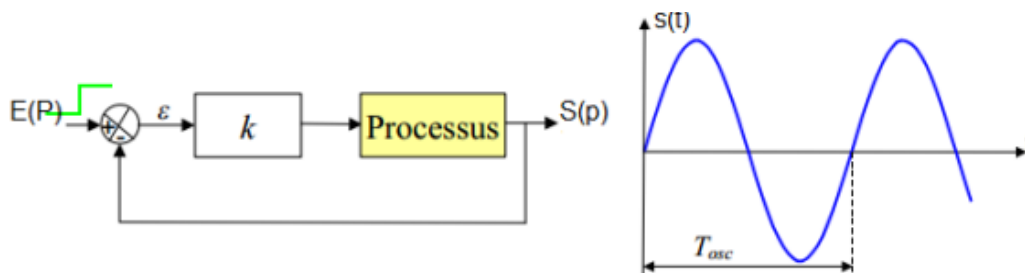 E(P)
+
-
ε
k
Processus
S(p)
s(t)
Tosc